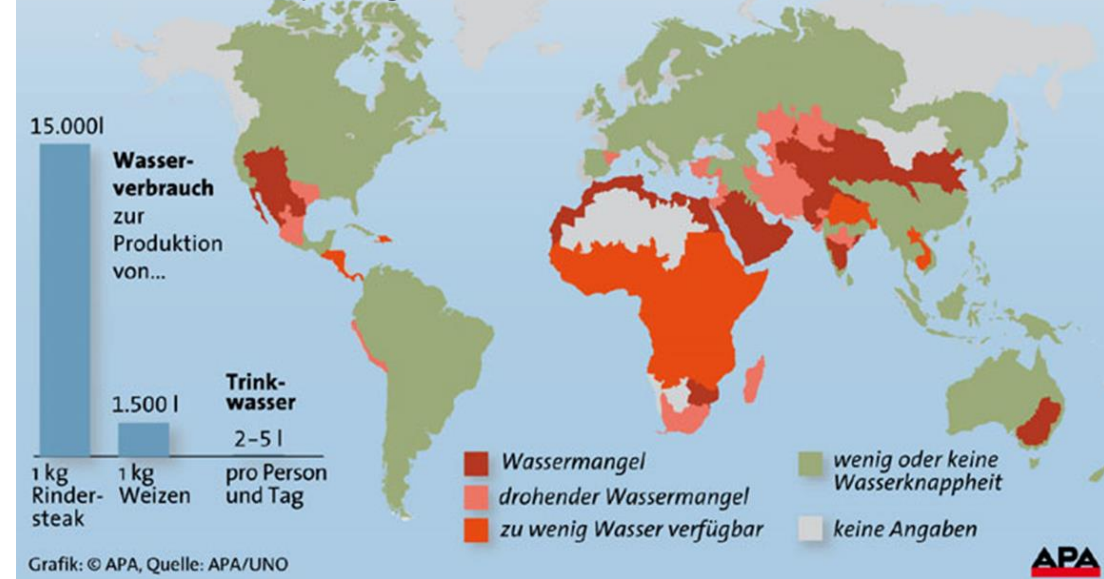 15.000l
Wasser-
verbrauch
zur
Produktion
von...
1.500 l
Trink-
wasser
2–5 l
1 kg
Rinder-
steak
1 kg
Weizen
pro Person
und Tag
Wassermangel
drohender Wassermangel
zu wenig Wasser verfügbar
wenig oder keine
Wasserknappheit
keine Angaben
Grafik: © APA, Quelle: APA/UNO
APA